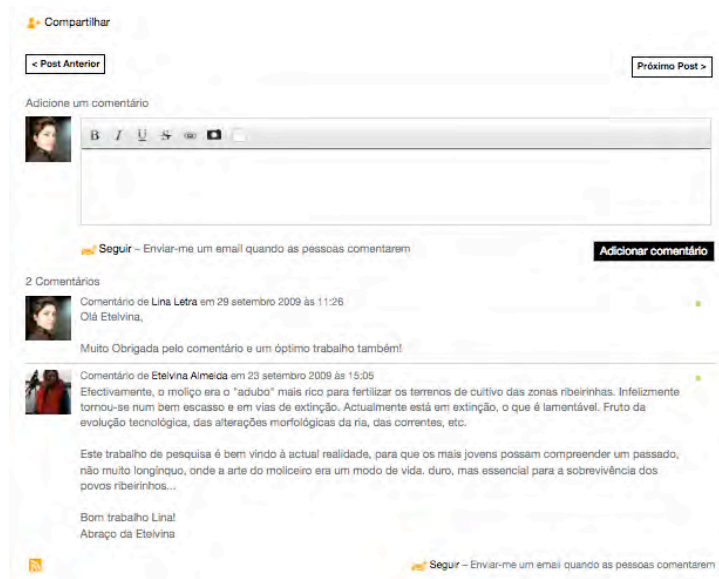 Compartilhar
< Post Anterior
Próximo Post >
Adicione um comentário
B I U S
Seguir – Enviar-me um email quando as pessoas comentarem
Adicionar comentário
2 Comentários
Comentário de Lina Letra em 29 setembro 2009 às 11:26
Olá Etelvina,
Muito Obrigada pelo comentário e um óptimo trabalho também!
Comentário de Etelvina Almeida em 23 setembro 2009 às 15:05
Efectivamente, o moliço era o "adubo" mais rico para fertilizar os terrenos de cultivo das zonas ribeirinhas. Infelizmente
tornou-se num bem escasso e em vias de extinção. Actualmente está em extinção, o que é lamentável. Fruto da
evolução tecnológica, das alterações morfológicas da ria, das correntes, etc.
Este trabalho de pesquisa é bem vindo à actual realidade, para que os mais jovens possam compreender um passado,
não muito longínquo, onde a arte do moliceiro era um modo de vida. duro, mas essencial para a sobrevivência dos
povos ribeirinhos...
Bom trabalho Lina!
Abraço da Etelvina
Seguir – Enviar-me um email quando as pessoas comentarem